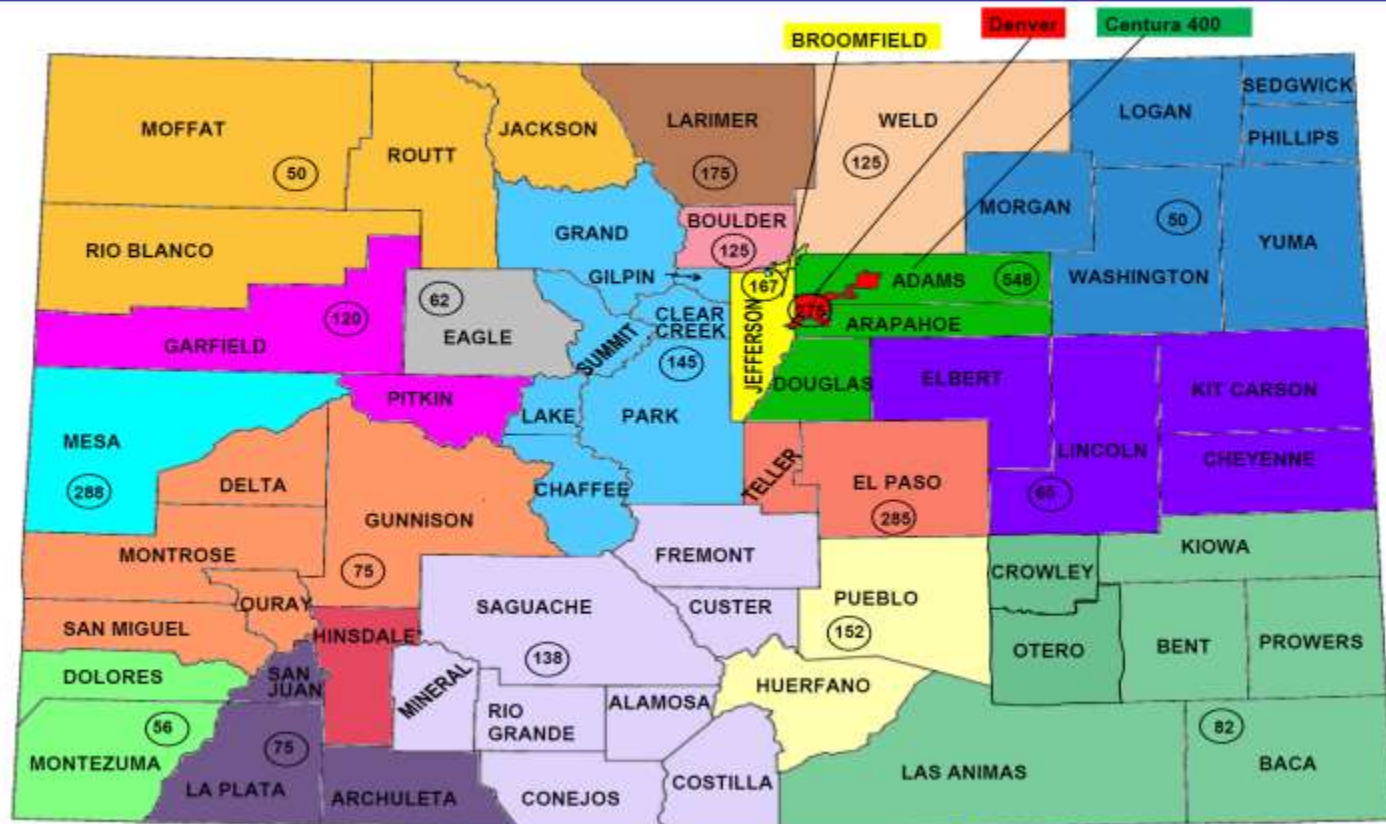 Denver
Centura 400
BROOMFIELD
SEDGWICK
LOGAN
LARIMER
WELD
MOFFAT
JACKSON
ROUTT
PHILLIPS
50
175
125
MORGAN
BOULDER
50
GRAND
125
YUMA
RIO BLANCO
GILPIN
167
ADAMS
548
WASHINGTON
62
CLEAR
CREEK
120
275
ARAPAHOE
EAGLE
SUMMIT
GARFIELD
145
JEFFERSON
ELBERT
DOUGLAS
KIT CARSON
PITKIN
LAKE
PARK
MESA
LINCOLN
CHEYENNE
TELLER
288
DELTA
CHAFFEE
EL PASO
65
GUNNISON
285
MONTROSE
FREMONT
KIOWA
75
CROWLEY
OURAY
SAGUACHE
CUSTER
PUEBLO
SAN MIGUEL
HINSDALE
152
BENT
PROWERS
OTERO
138
DOLORES
SAN
JUAN
MINERAL
HUERFANO
ALAMOSA
RIO
GRANDE
56
82
75
MONTEZUMA
BACA
LAS ANIMAS
LA PLATA
COSTILLA
ARCHULETA
CONEJOS